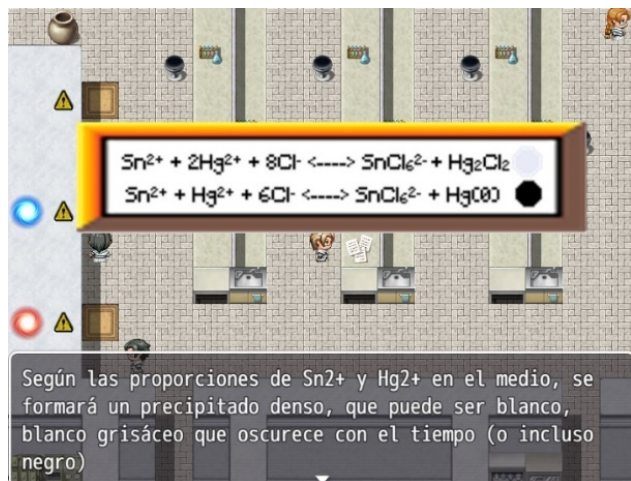 Sn²⁺ + 2Hg²⁺ + 8Cl⁻ <----> SnCl₆²⁻ + Hg₂Cl₂
Sn²⁺ + Hg²⁺ + 6Cl⁻ <----> SnCl₆²⁻ + Hg(0)
Según las proporciones de Sn2+ y Hg2+ en el medio, se
formará un precipitado denso, que puede ser blanco,
blanco grisáceo que oscurece con el tiempo (o incluso
negro)